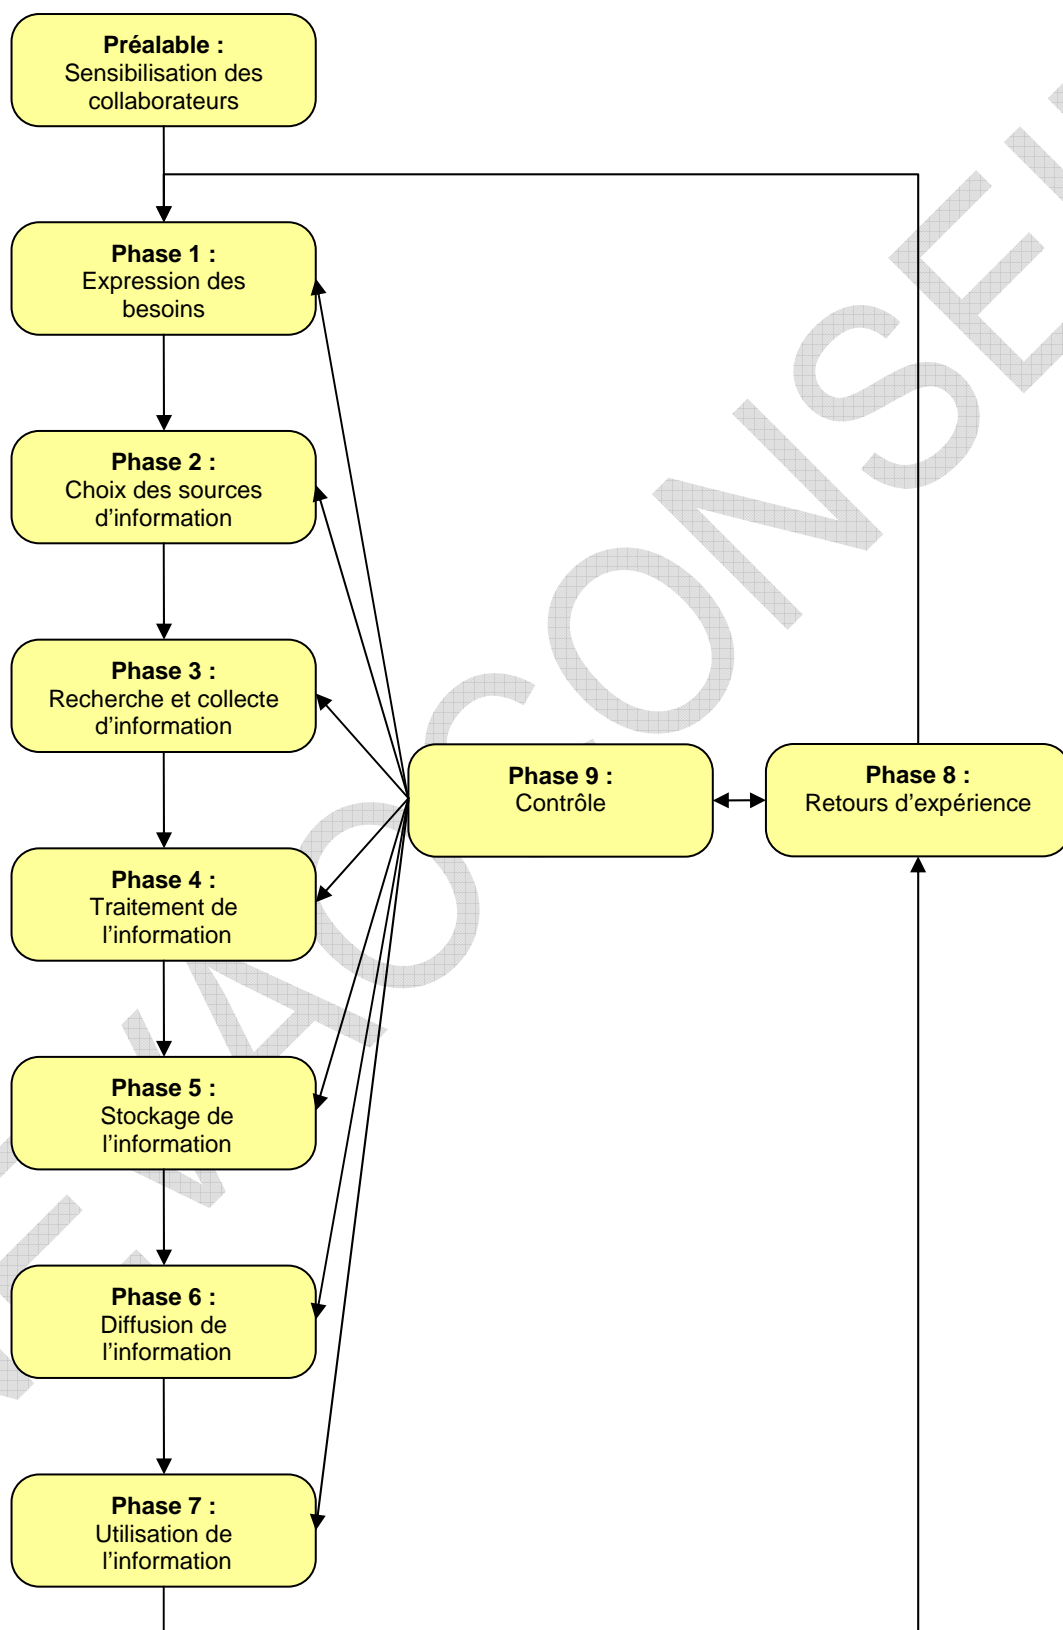 Préalable :
Sensibilisation des
collaborateurs
Phase 1 :
Expression des
besoins
Phase 2 :
Choix des sources
d’information
Phase 3 :
Recherche et collecte
d’information
Phase 9 :
Contrôle
Phase 8 :
Retours d’expérience
Phase 4 :
Traitement de
l’information
Phase 5 :
Stockage de
l’information
Phase 6 :
Diffusion de
l’information
Phase 7 :
Utilisation de
l’information